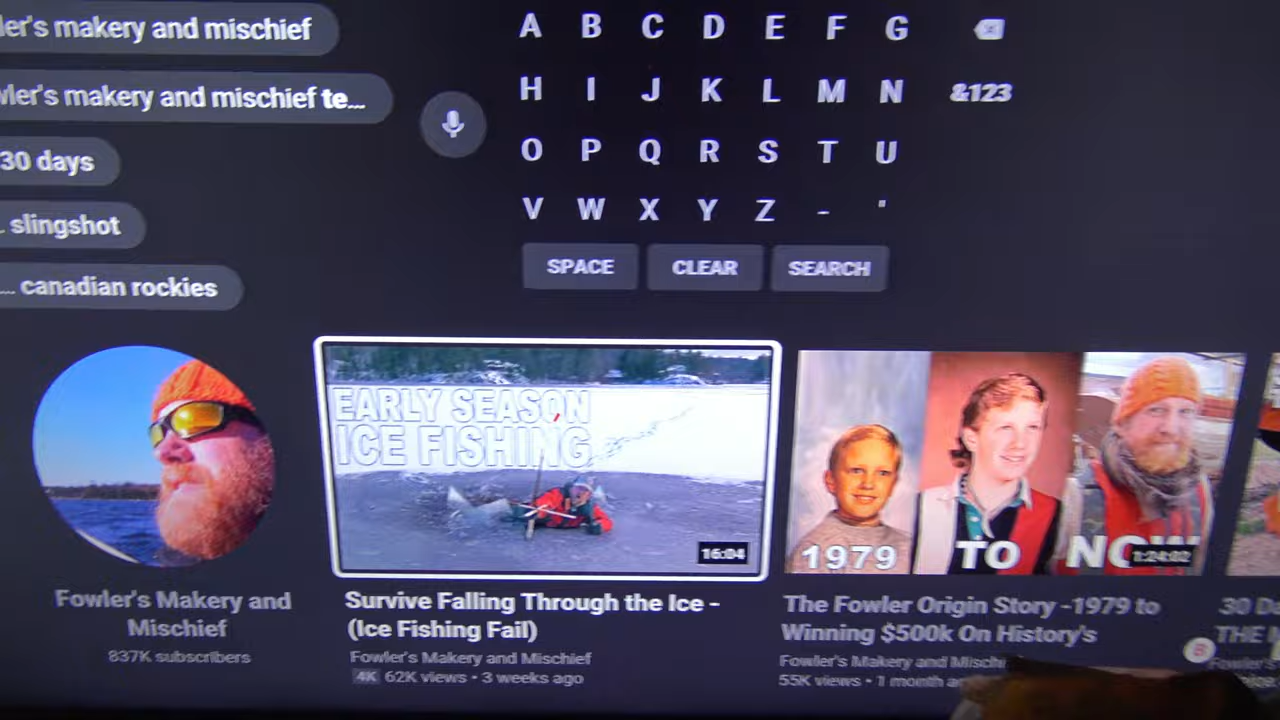 ler's makery and mischief
wler's makery and mischief te...
30 days
. slingshot
... canadian rockies
A B C D E F G
H I J K L M N &123
O P Q R S T U
V W X Y Z - '
SPACE CLEAR SEARCH
Fowler's Makery and
Mischief
837K subscribers
EARLY SEASON
ICE FISHING
16:04
Survive Falling Through the Ice -
(Ice Fishing Fail)
Fowler's Makery and Mischief
4K 62K views • 3 weeks ago
1979 TO NOW
1:24:02
The Fowler Origin Story -1979 to
Winning $500k On History's
Fowler's Makery and Misch
55K views • 1 month a
30 D
THE
Fowler's